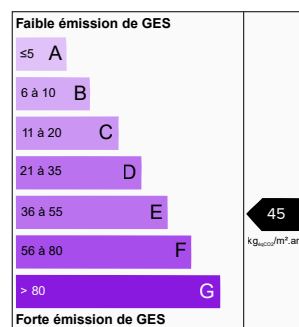 Faible émission de GES
≤5 A
6 à 10 B
11 à 20 C
21 à 35 D
36 à 55 E
45
kgeqCO2/m².an
56 à 80 F
> 80 G
Forte émission de GES